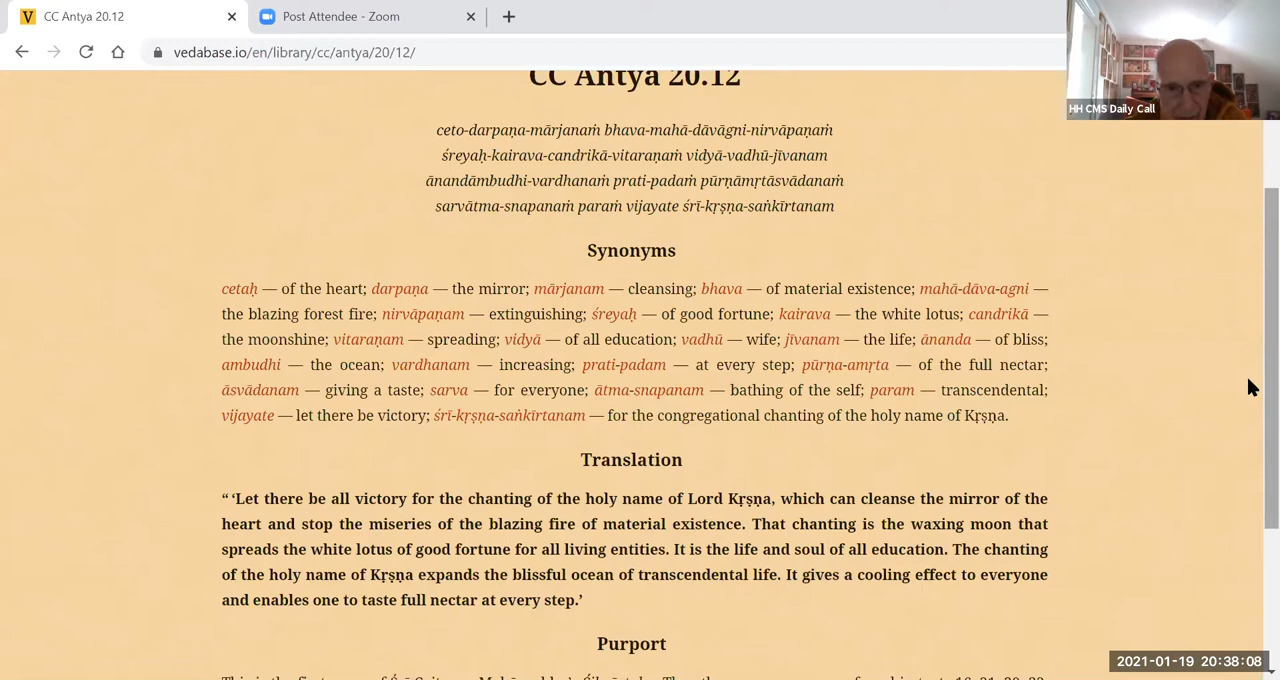 CC Antya 20.12
Post Attendee - Zoom
vedabase.io/en/library/cc/antya/20/12/
HH CMS Daily Call
CC Antya 20.12
ceto-darpaṇa-mārjanaṁ bhava-mahā-dāvāgni-nirvāpaṇaṁ
śreyaḥ-kairava-candrikā-vitaraṇaṁ vidyā-vadhū-jīvanam
ānandāmbudhi-vardhanaṁ prati-padaṁ pūrṇāmṛtāsvādanaṁ
sarvātma-snapanaṁ paraṁ vijayate śrī-kṛṣṇa-saṅkīrtanam
Synonyms
cetaḥ — of the heart; darpaṇa — the mirror; mārjanam — cleansing; bhava — of material existence; mahā-dāva-agni —
the blazing forest fire; nirvāpaṇam — extinguishing; śreyaḥ — of good fortune; kairava — the white lotus; candrikā —
the moonshine; vitaraṇam — spreading; vidyā — of all education; vadhū — wife; jīvanam — the life; ānanda — of bliss;
ambudhi — the ocean; vardhanam — increasing; prati-padam — at every step; pūrṇa-amṛta — of the full nectar;
āsvādanam — giving a taste; sarva — for everyone; ātma-snapanam — bathing of the self; param — transcendental;
vijayate — let there be victory; śrī-kṛṣṇa-saṅkīrtanam — for the congregational chanting of the holy name of Kṛṣṇa.
Translation
“ ‘Let there be all victory for the chanting of the holy name of Lord Kṛṣṇa, which can cleanse the mirror of the
heart and stop the miseries of the blazing fire of material existence. That chanting is the waxing moon that
spreads the white lotus of good fortune for all living entities. It is the life and soul of all education. The chanting
of the holy name of Kṛṣṇa expands the blissful ocean of transcendental life. It gives a cooling effect to everyone
and enables one to taste full nectar at every step.’
Purport
2021-01-19 20:38:08